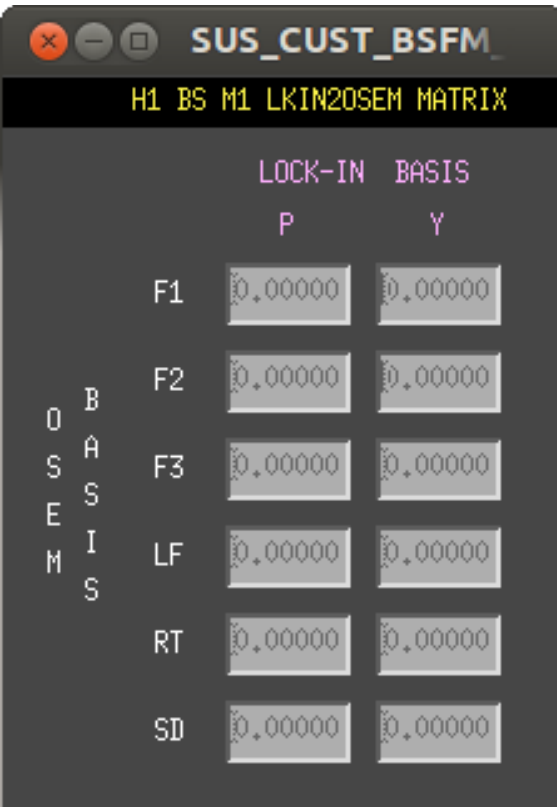 SUS_CUST_BSFM_
H1 BS M1 LKIN2OSEM MATRIX
LOCK-IN BASIS
P Y
F1 0.00000 0.00000
F2 0.00000 0.00000
F3 0.00000 0.00000
LF 0.00000 0.00000
RT 0.00000 0.00000
SD 0.00000 0.00000
OSEM
BASIS